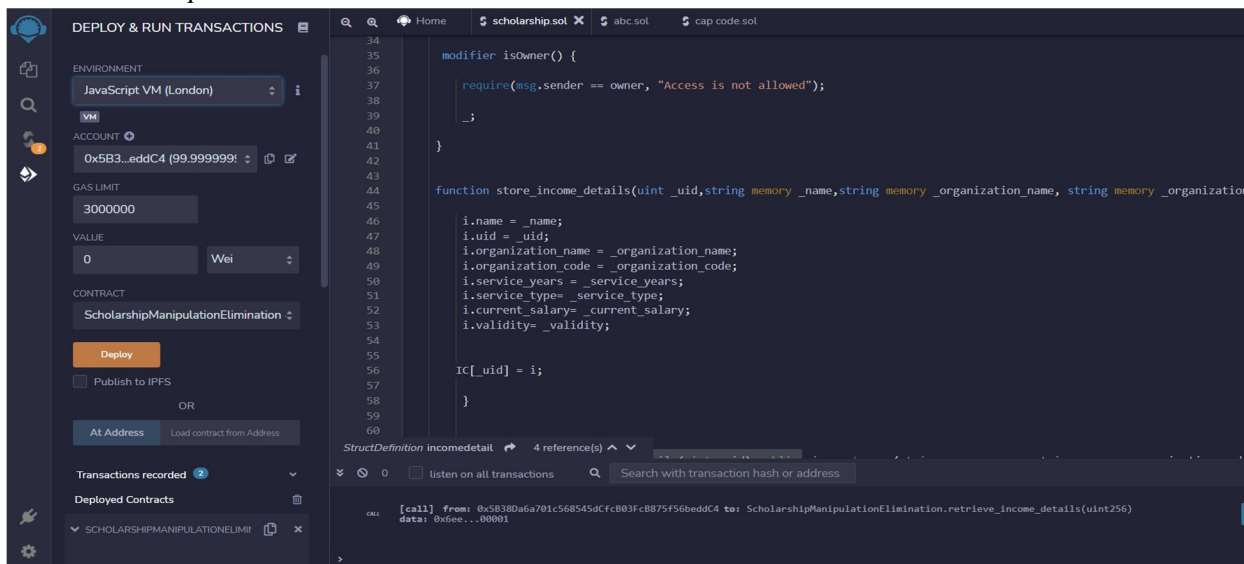 DEPLOY & RUN TRANSACTIONS
ENVIRONMENT
JavaScript VM (London)
VM
ACCOUNT
0x5B3...eddC4 (99.9999999
GAS LIMIT
3000000
VALUE
0 Wei
CONTRACT
ScholarshipManipulationElimination
Deploy
Publish to IPFS
OR
At Address Load contract from Address
Transactions recorded 2
Deployed Contracts
SCHOLARSHIPMANIPULATIONELIMI
Home scholarship.sol abc.sol cap code.sol
34
35 modifier isOwner() {
36
37 require(msg.sender == owner, "Access is not allowed");
38
39 _;
40
41 }
42
43
44 function store_income_details(uint _uid,string memory _name,string memory _organization_name, string memory _organization
45
46 i.name = _name;
47 i.uid = _uid;
48 i.organization_name = _organization_name;
49 i.organization_code = _organization_code;
50 i.service_years = _service_years;
51 i.service_type= _service_type;
52 i.current_salary= _current_salary;
53 i.validity= _validity;
54
55
56 IC[_uid] = i;
57
58 }
59
60
StructDefinition incomedetail 4 reference(s)
0 listen on all transactions Search with transaction hash or address
CALL [call] from: 0x5B38Da6a701c568545dCfcB03FcB875f56beddC4 to: ScholarshipManipulationElimination.retrieve_income_details(uint256)
data: 0x6ee...00001
>